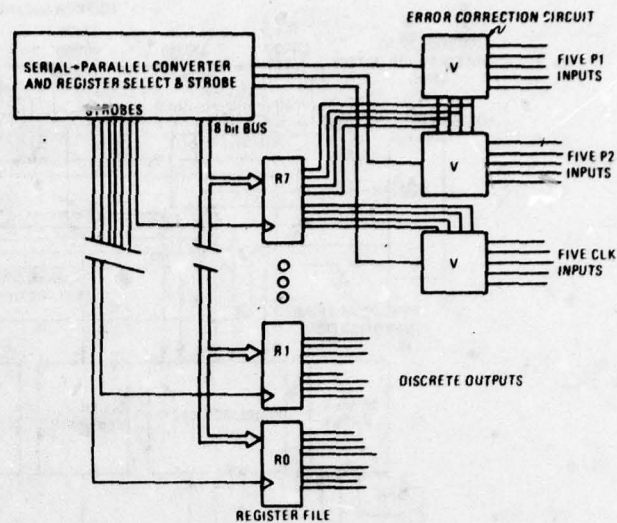 ERROR CORRECTION CIRCUIT
SERIAL→PARALLEL CONVERTER
AND REGISTER SELECT & STROBE
STROBES
8 bit BUS
V
FIVE P1
INPUTS
V
FIVE P2
INPUTS
R7
V
FIVE CLK
INPUTS
R1
DISCRETE OUTPUTS
R0
REGISTER FILE